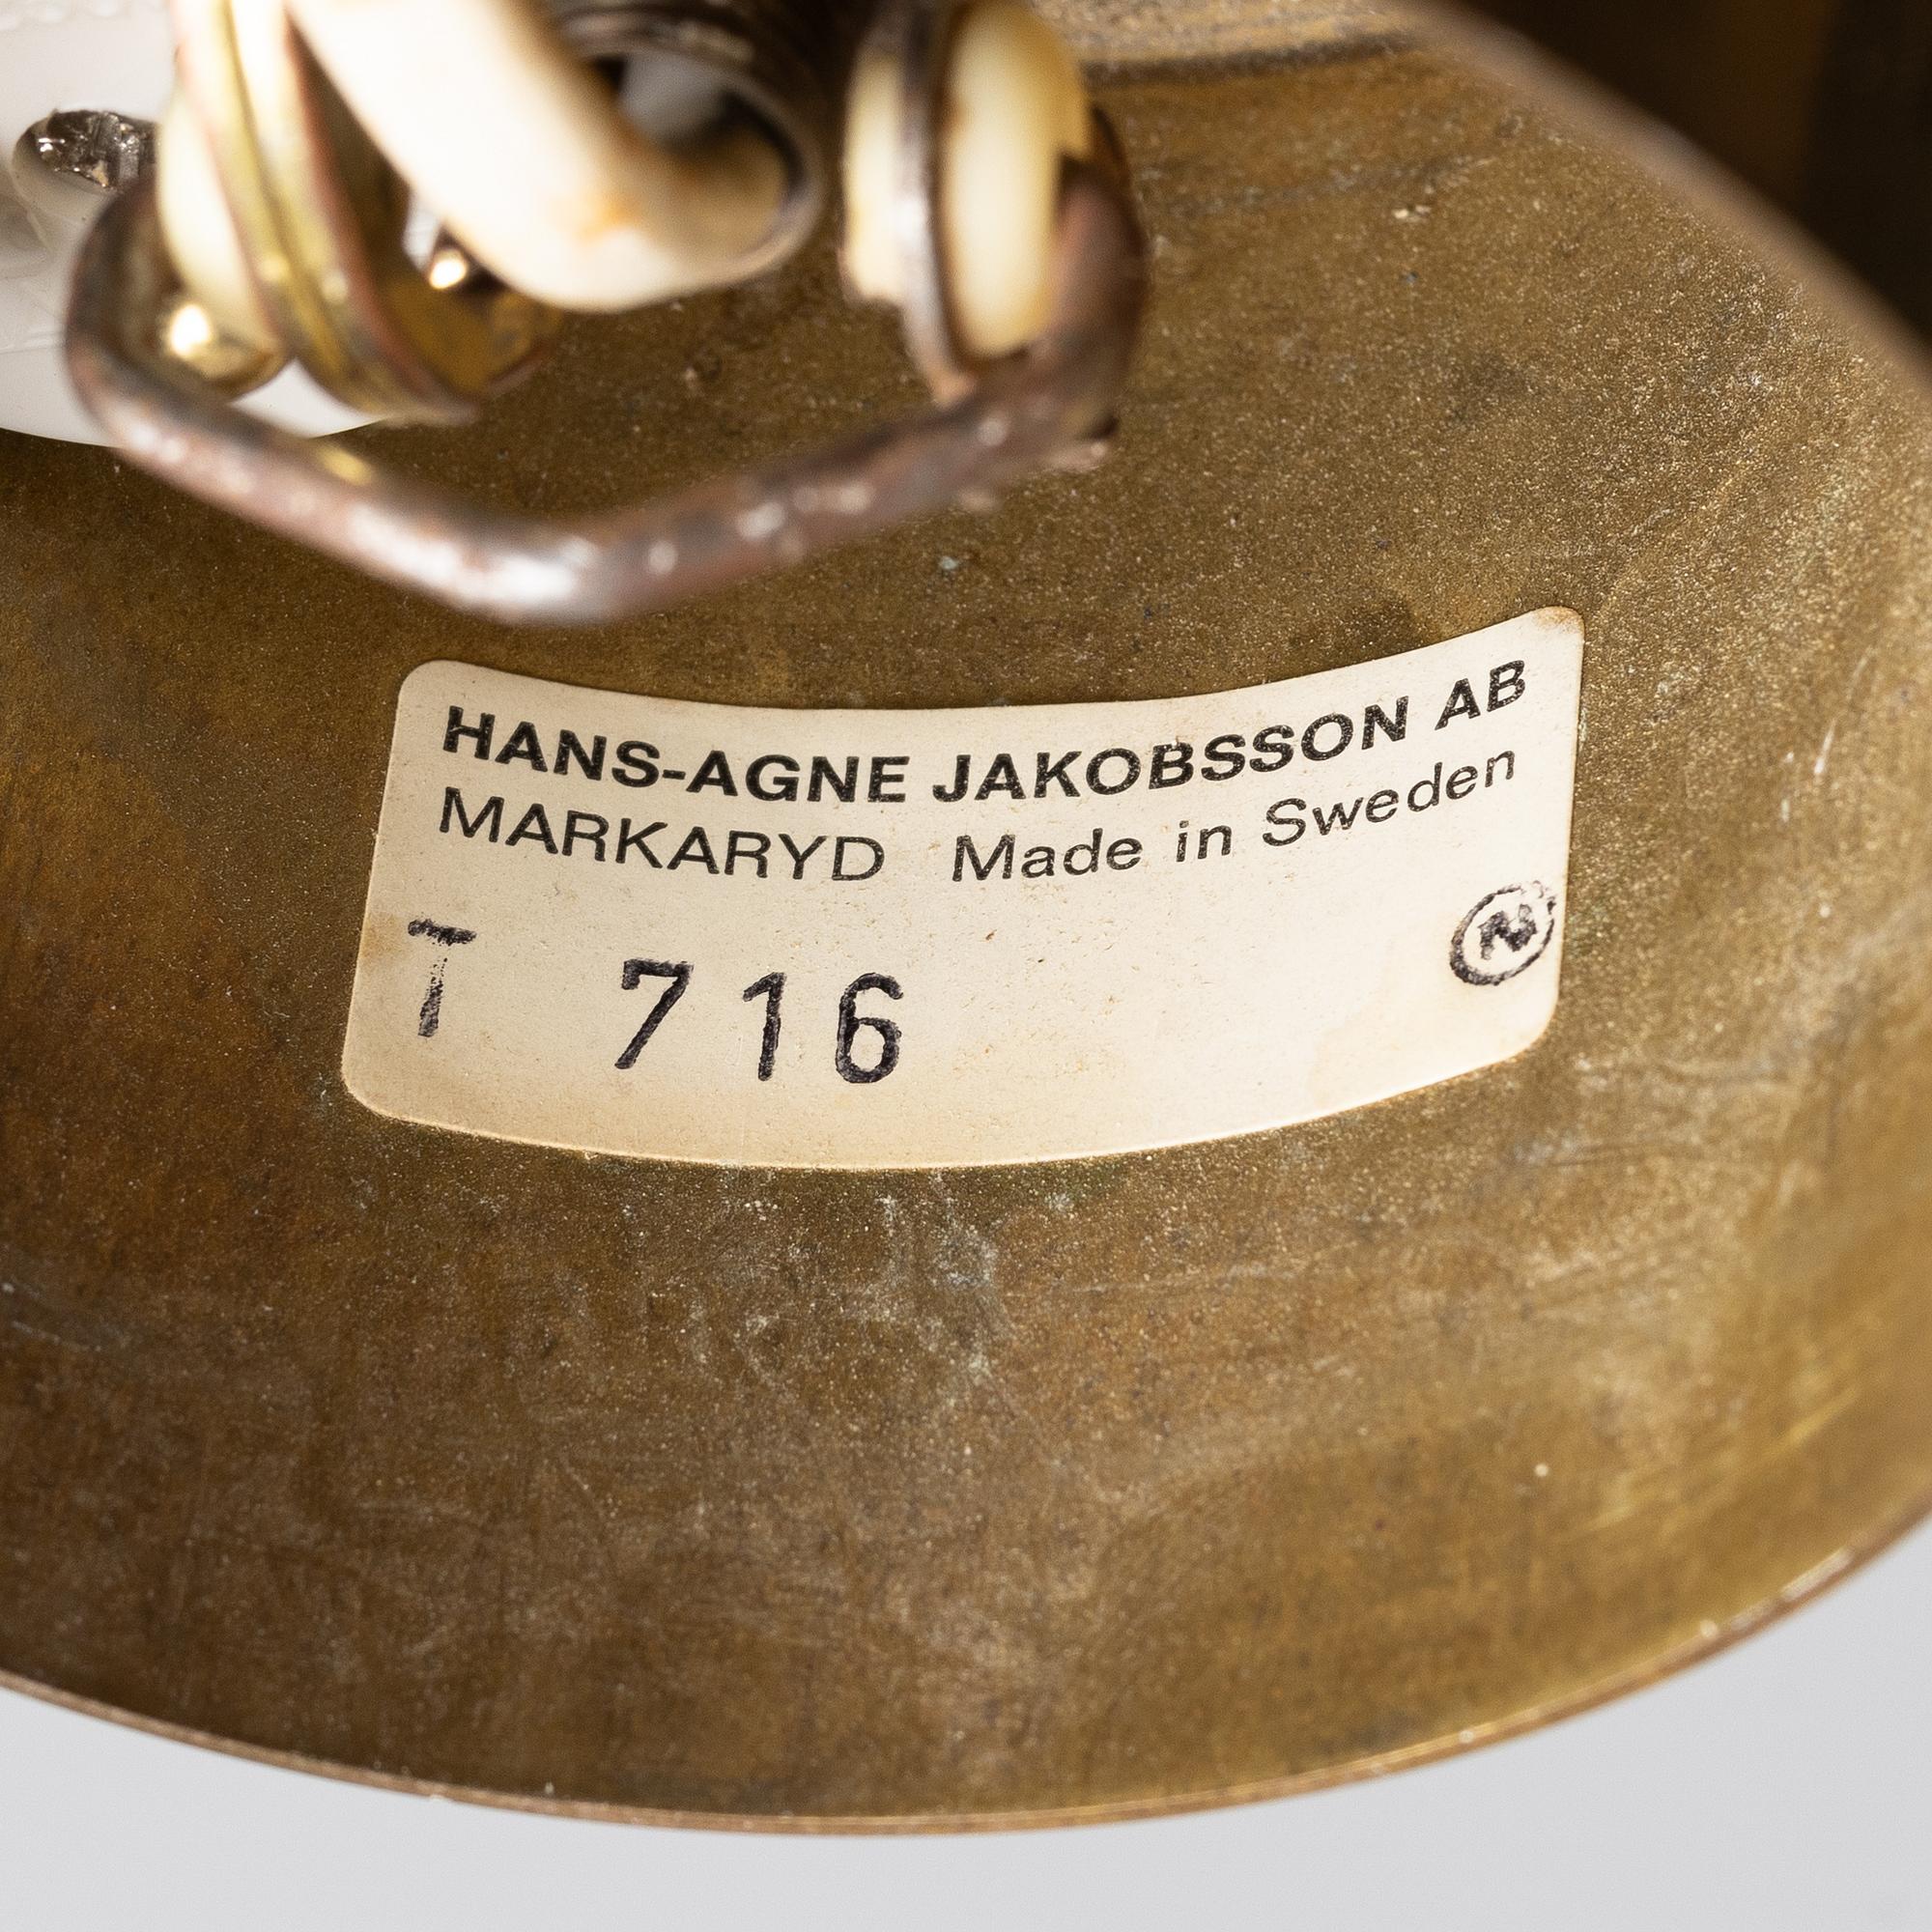 HANS-AGNE JAKOBSSON AB
MARKARYD Made in Sweden
T 716
N